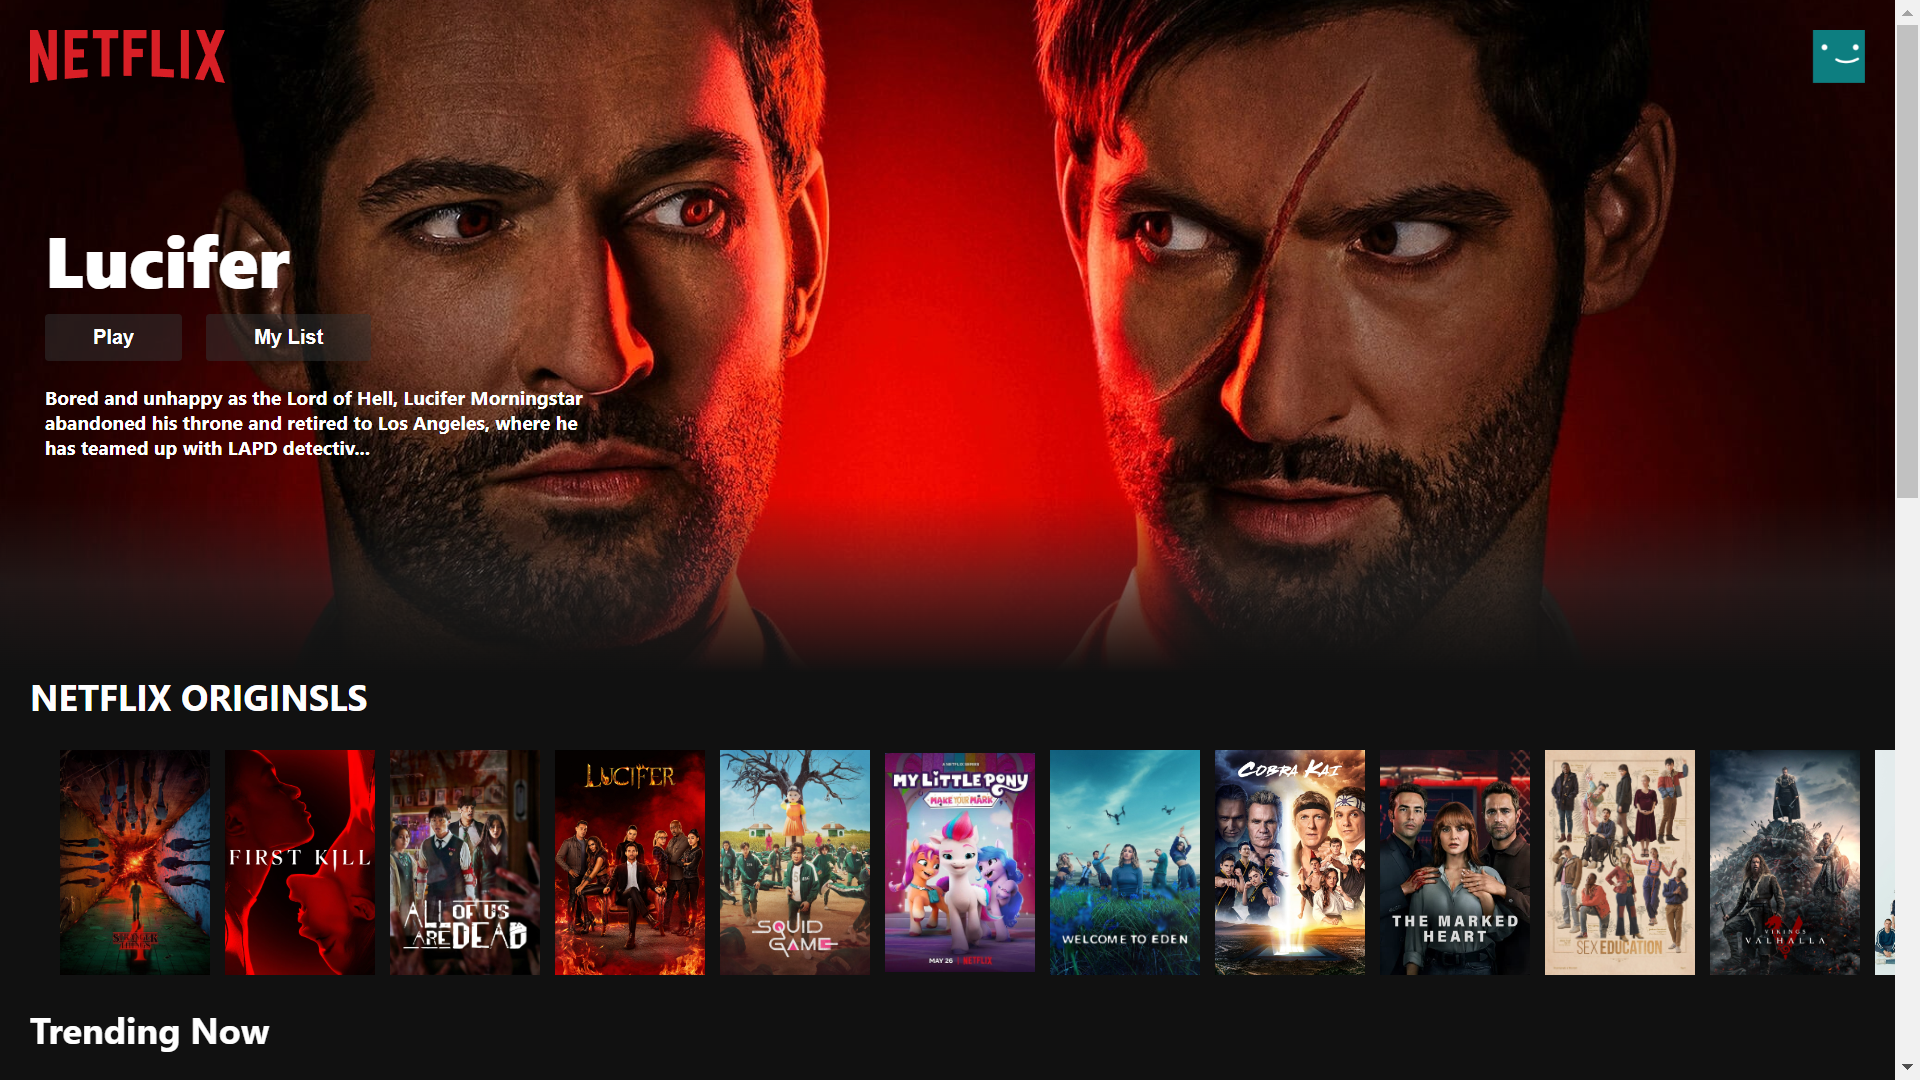 NETFLIX
Lucifer
Play
My List
Bored and unhappy as the Lord of Hell, Lucifer Morningstar
abandoned his throne and retired to Los Angeles, where he
has teamed up with LAPD detectiv...
NETFLIX ORIGINSLS
STRANGER THINGS
4
FIRST KILL
ALL OF US
ARE DEAD
LUCIFER
SQUID
GAME
A NETFLIX SERIES
MY LITTLE PONY
MAKE YOUR MARK
MAY 26 | NETFLIX
WELCOME TO EDEN
COBRA KAI
THE MARKED
HEART
SEX EDUCATION
VIKINGS
VALHALLA
Trending Now